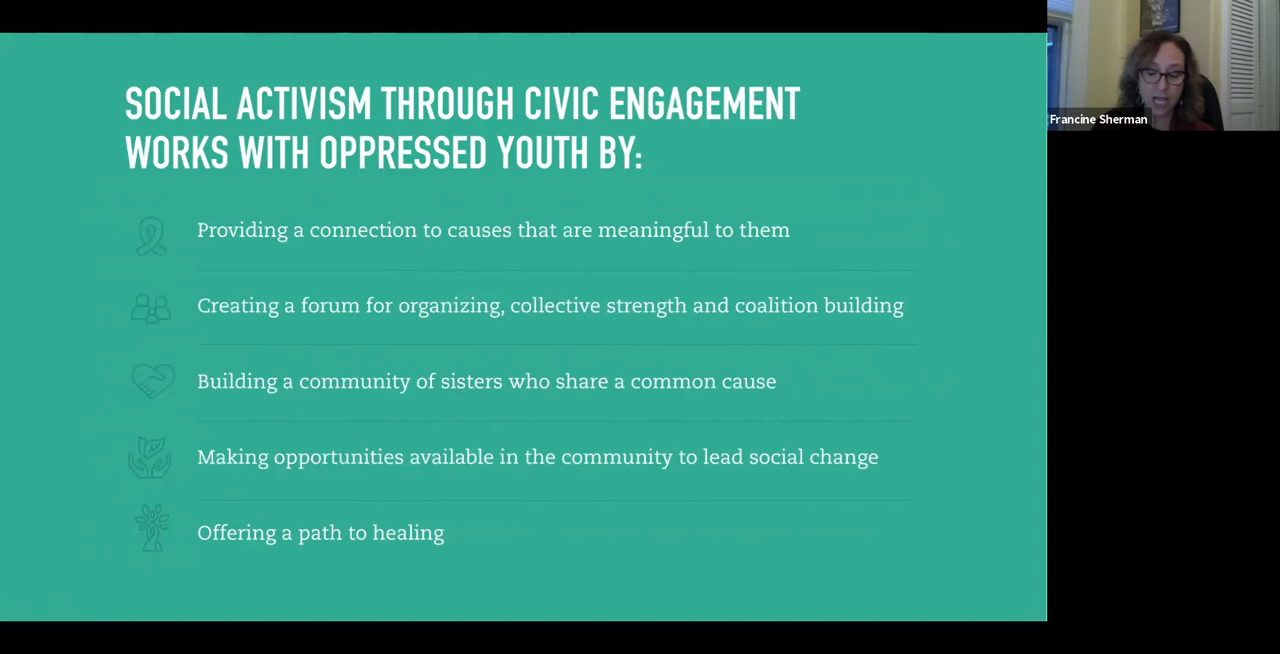 SOCIAL ACTIVISM THROUGH CIVIC ENGAGEMENT
WORKS WITH OPPRESSED YOUTH BY:
Providing a connection to causes that are meaningful to them
Creating a forum for organizing, collective strength and coalition building
Building a community of sisters who share a common cause
Making opportunities available in the community to lead social change
Offering a path to healing
Francine Sherman